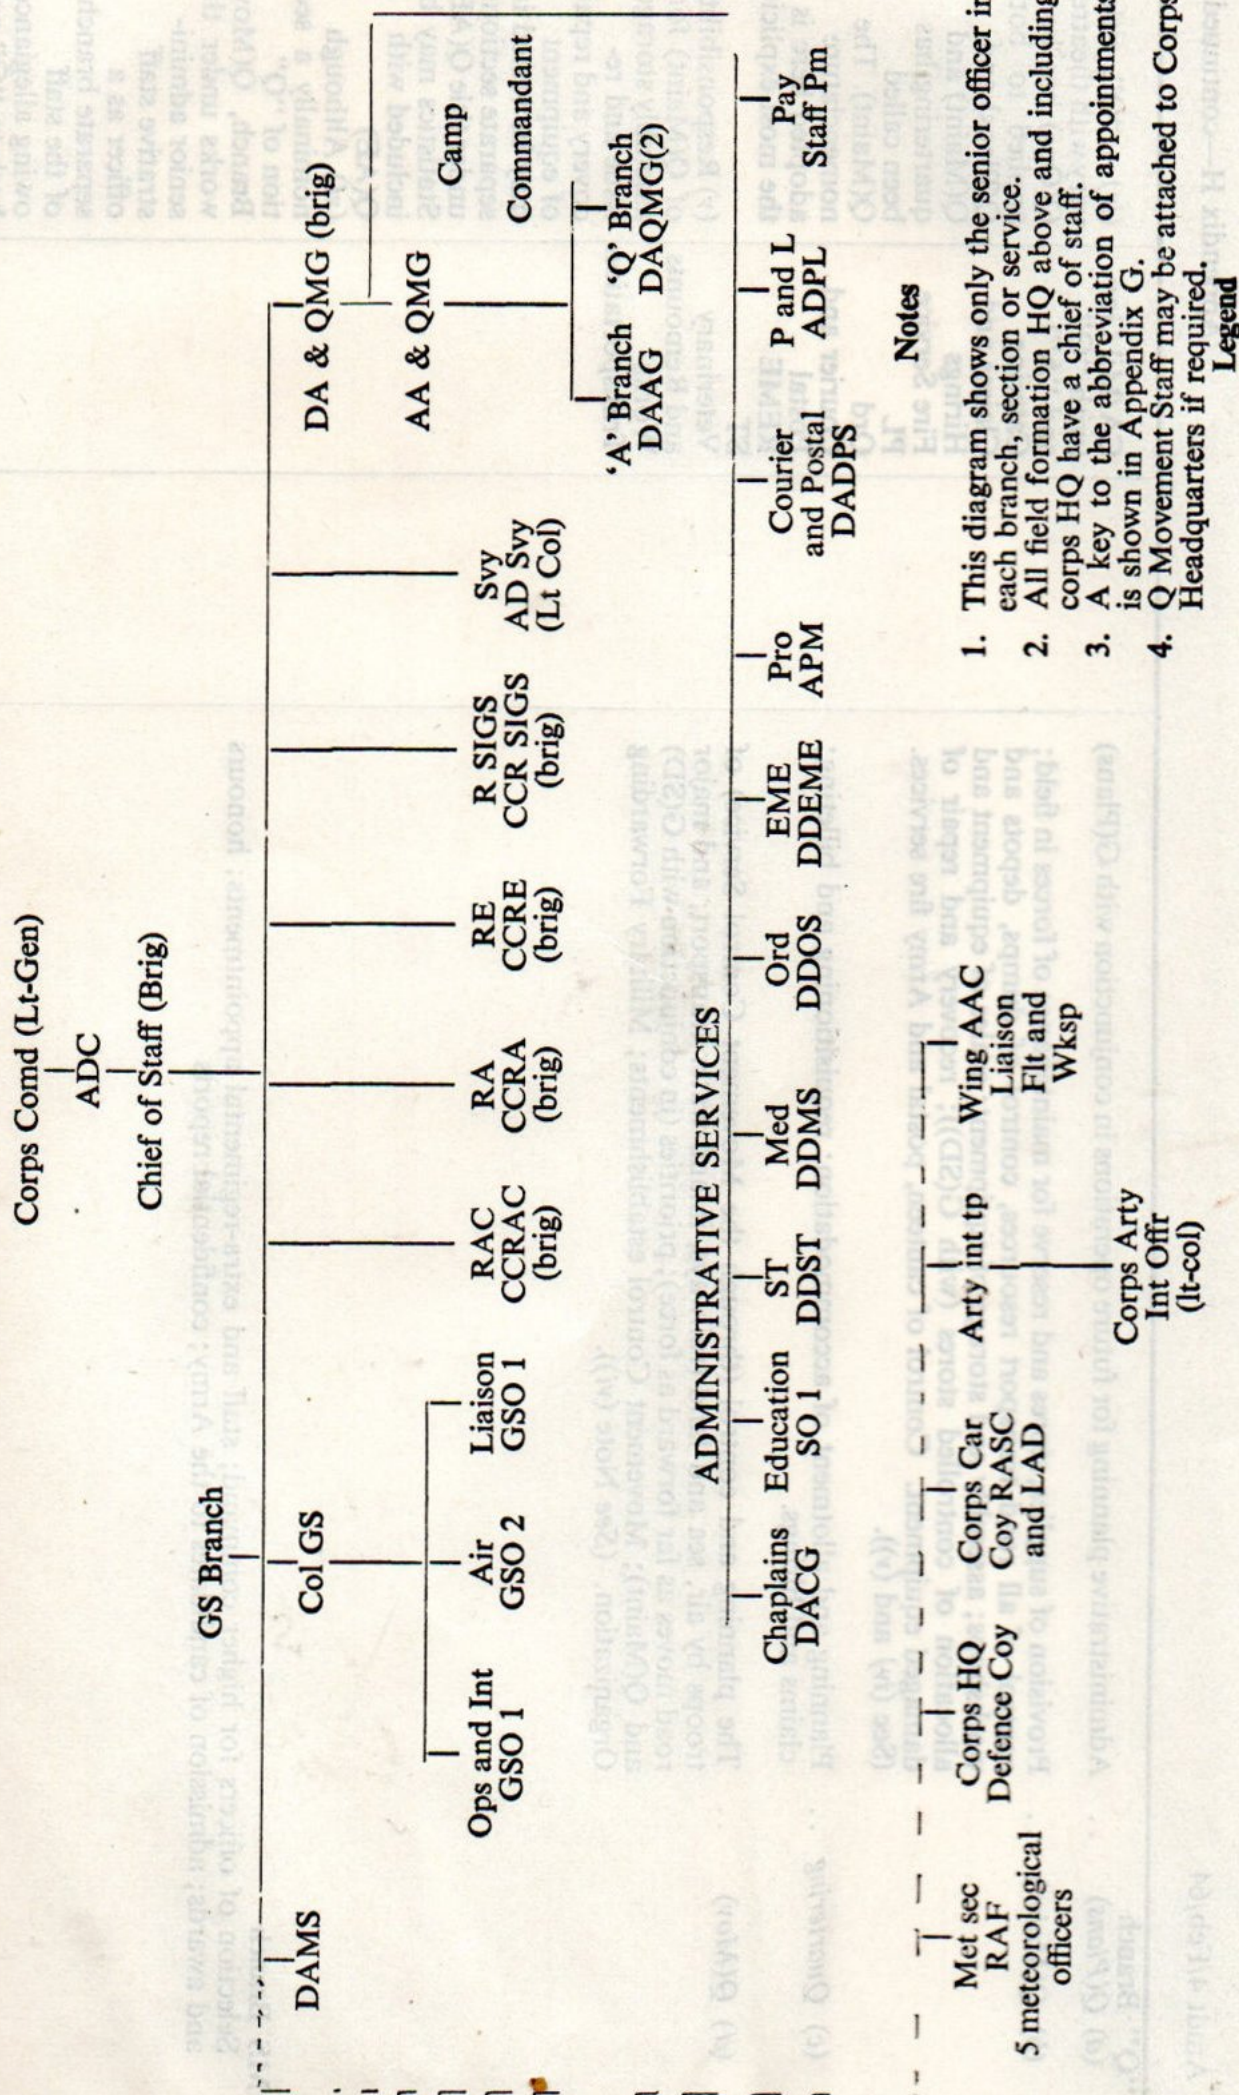 Corps Comd (Lt-Gen)
ADC
Chief of Staff (Brig)
GS Branch
DAMS
Col GS
DA & QMG (brig)
Ops and Int
GSO 1
Air
GSO 2
Liaison
GSO 1
RAC
CCRAC
(brig)
RA
CCRA
(brig)
RE
CCRE
(brig)
R SIGS
CCR SIGS
(brig)
Svy
AD Svy
(Lt Col)
AA & QMG
Camp
Commandant
'A' Branch
DAAG
'Q' Branch
DAQMG(2)
ADMINISTRATIVE SERVICES
Chaplains
DACG
Education
SO 1
ST
DDST
Med
DDMS
Ord
DDOS
EME
DDEME
Pro
APM
Courier
and Postal
DADPS
P and L
ADPL
Pay
Staff Pm
Met sec
RAF
5 meteorological
officers
Corps HQ
Defence Coy
Corps Car
Coy RASC
and LAD
Arty int tp
Corps Arty
Int Offr
(lt-col)
Wing AAC
Liaison
Flt and
Wksp
Notes
1. This diagram shows only the senior officer in
each branch, section or service.
2. All field formation HQ above and including
corps HQ have a chief of staff.
3. A key to the abbreviation of appointments
is shown in Appendix G.
4. Q Movement Staff may be attached to Corps
Headquarters if required.
Legend